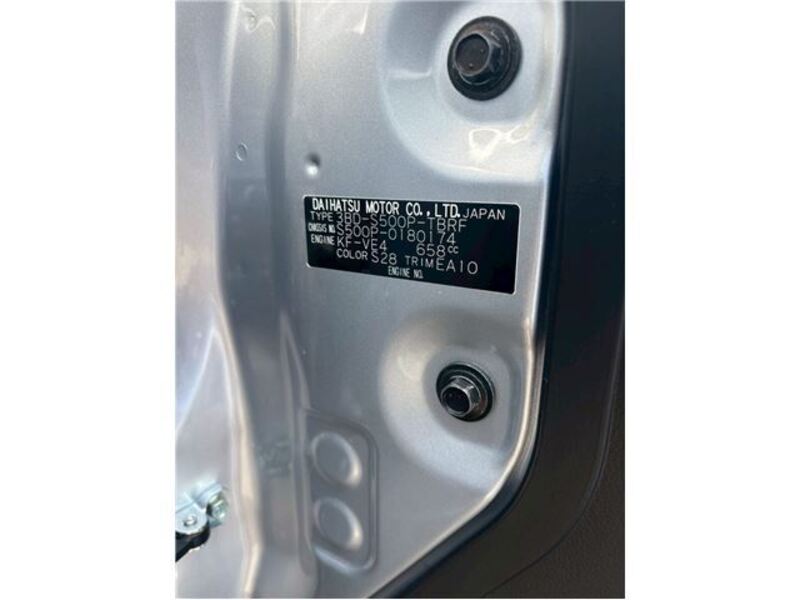 DAIHATSU MOTOR CO., LTD. JAPAN
TYPE 3BD-S500P-TBRF
CHASSIS NO. S500P-0180174
ENGINE KF-VE4 658cc
COLOR S28 TRIM EA10
ENGINE NO.